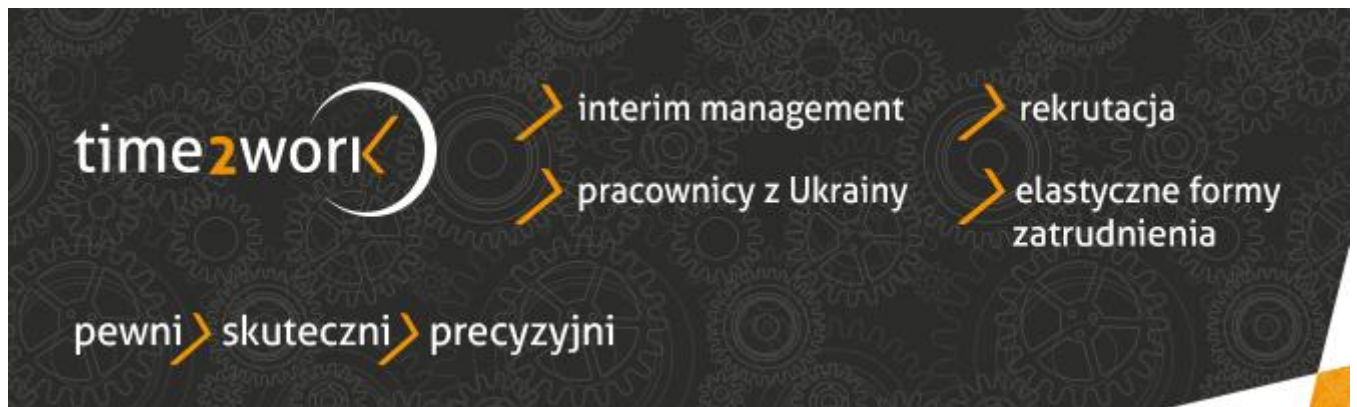 time2work
interim management
rekrutacja
pracownicy z Ukrainy
elastyczne formy
zatrudnienia
pewni skuteczni precyzyjni